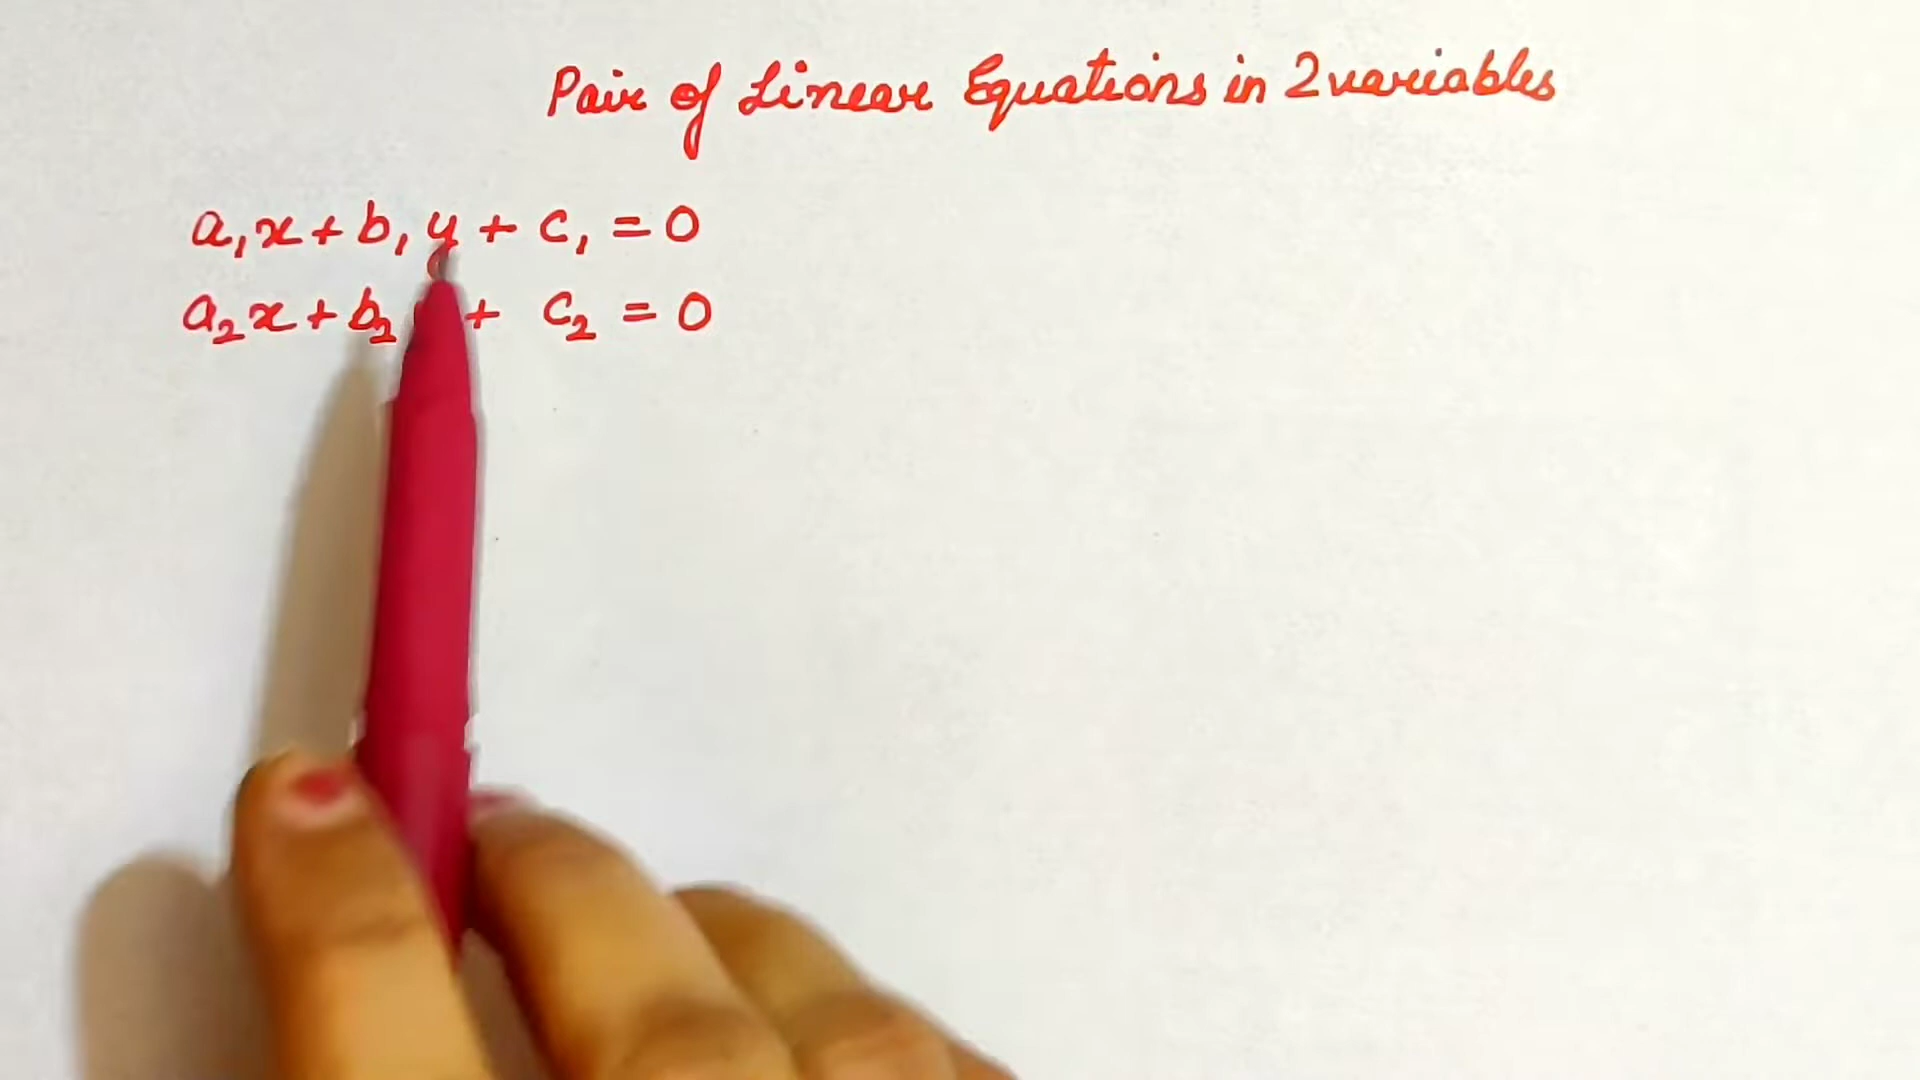 Pair of Linear Equations in 2 variables
a₁x + b₁y + c₁ = 0
a₂x + b₂ + c₂ = 0